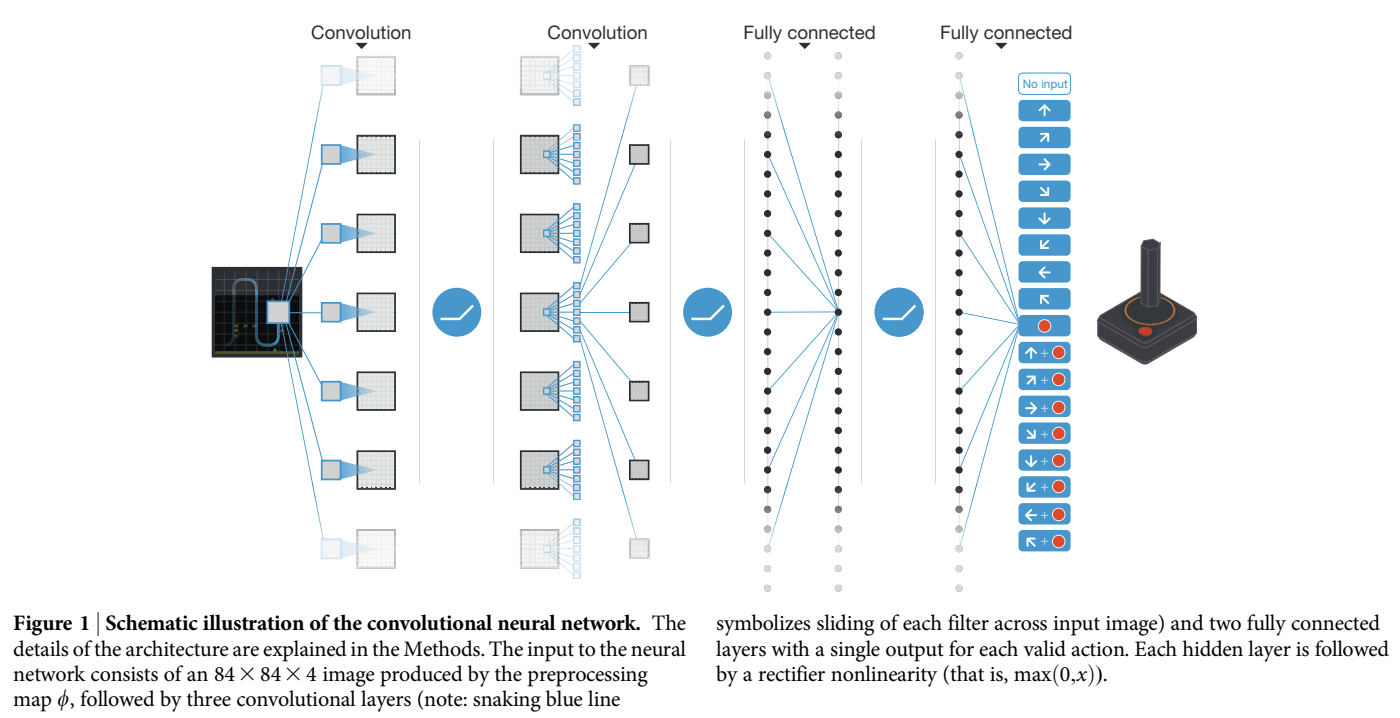 Convolution
Convolution
Fully connected
Fully connected
No input
↑
↗
→
↘
↓
↙
←
↖
↑ +
↗ +
→ +
↘ +
↓ +
↙ +
← +
↖ +
Figure 1 | Schematic illustration of the convolutional neural network. The
details of the architecture are explained in the Methods. The input to the neural
network consists of an 84 × 84 × 4 image produced by the preprocessing
map ϕ, followed by three convolutional layers (note: snaking blue line
symbolizes sliding of each filter across input image) and two fully connected
layers with a single output for each valid action. Each hidden layer is followed
by a rectifier nonlinearity (that is, max(0,x)).